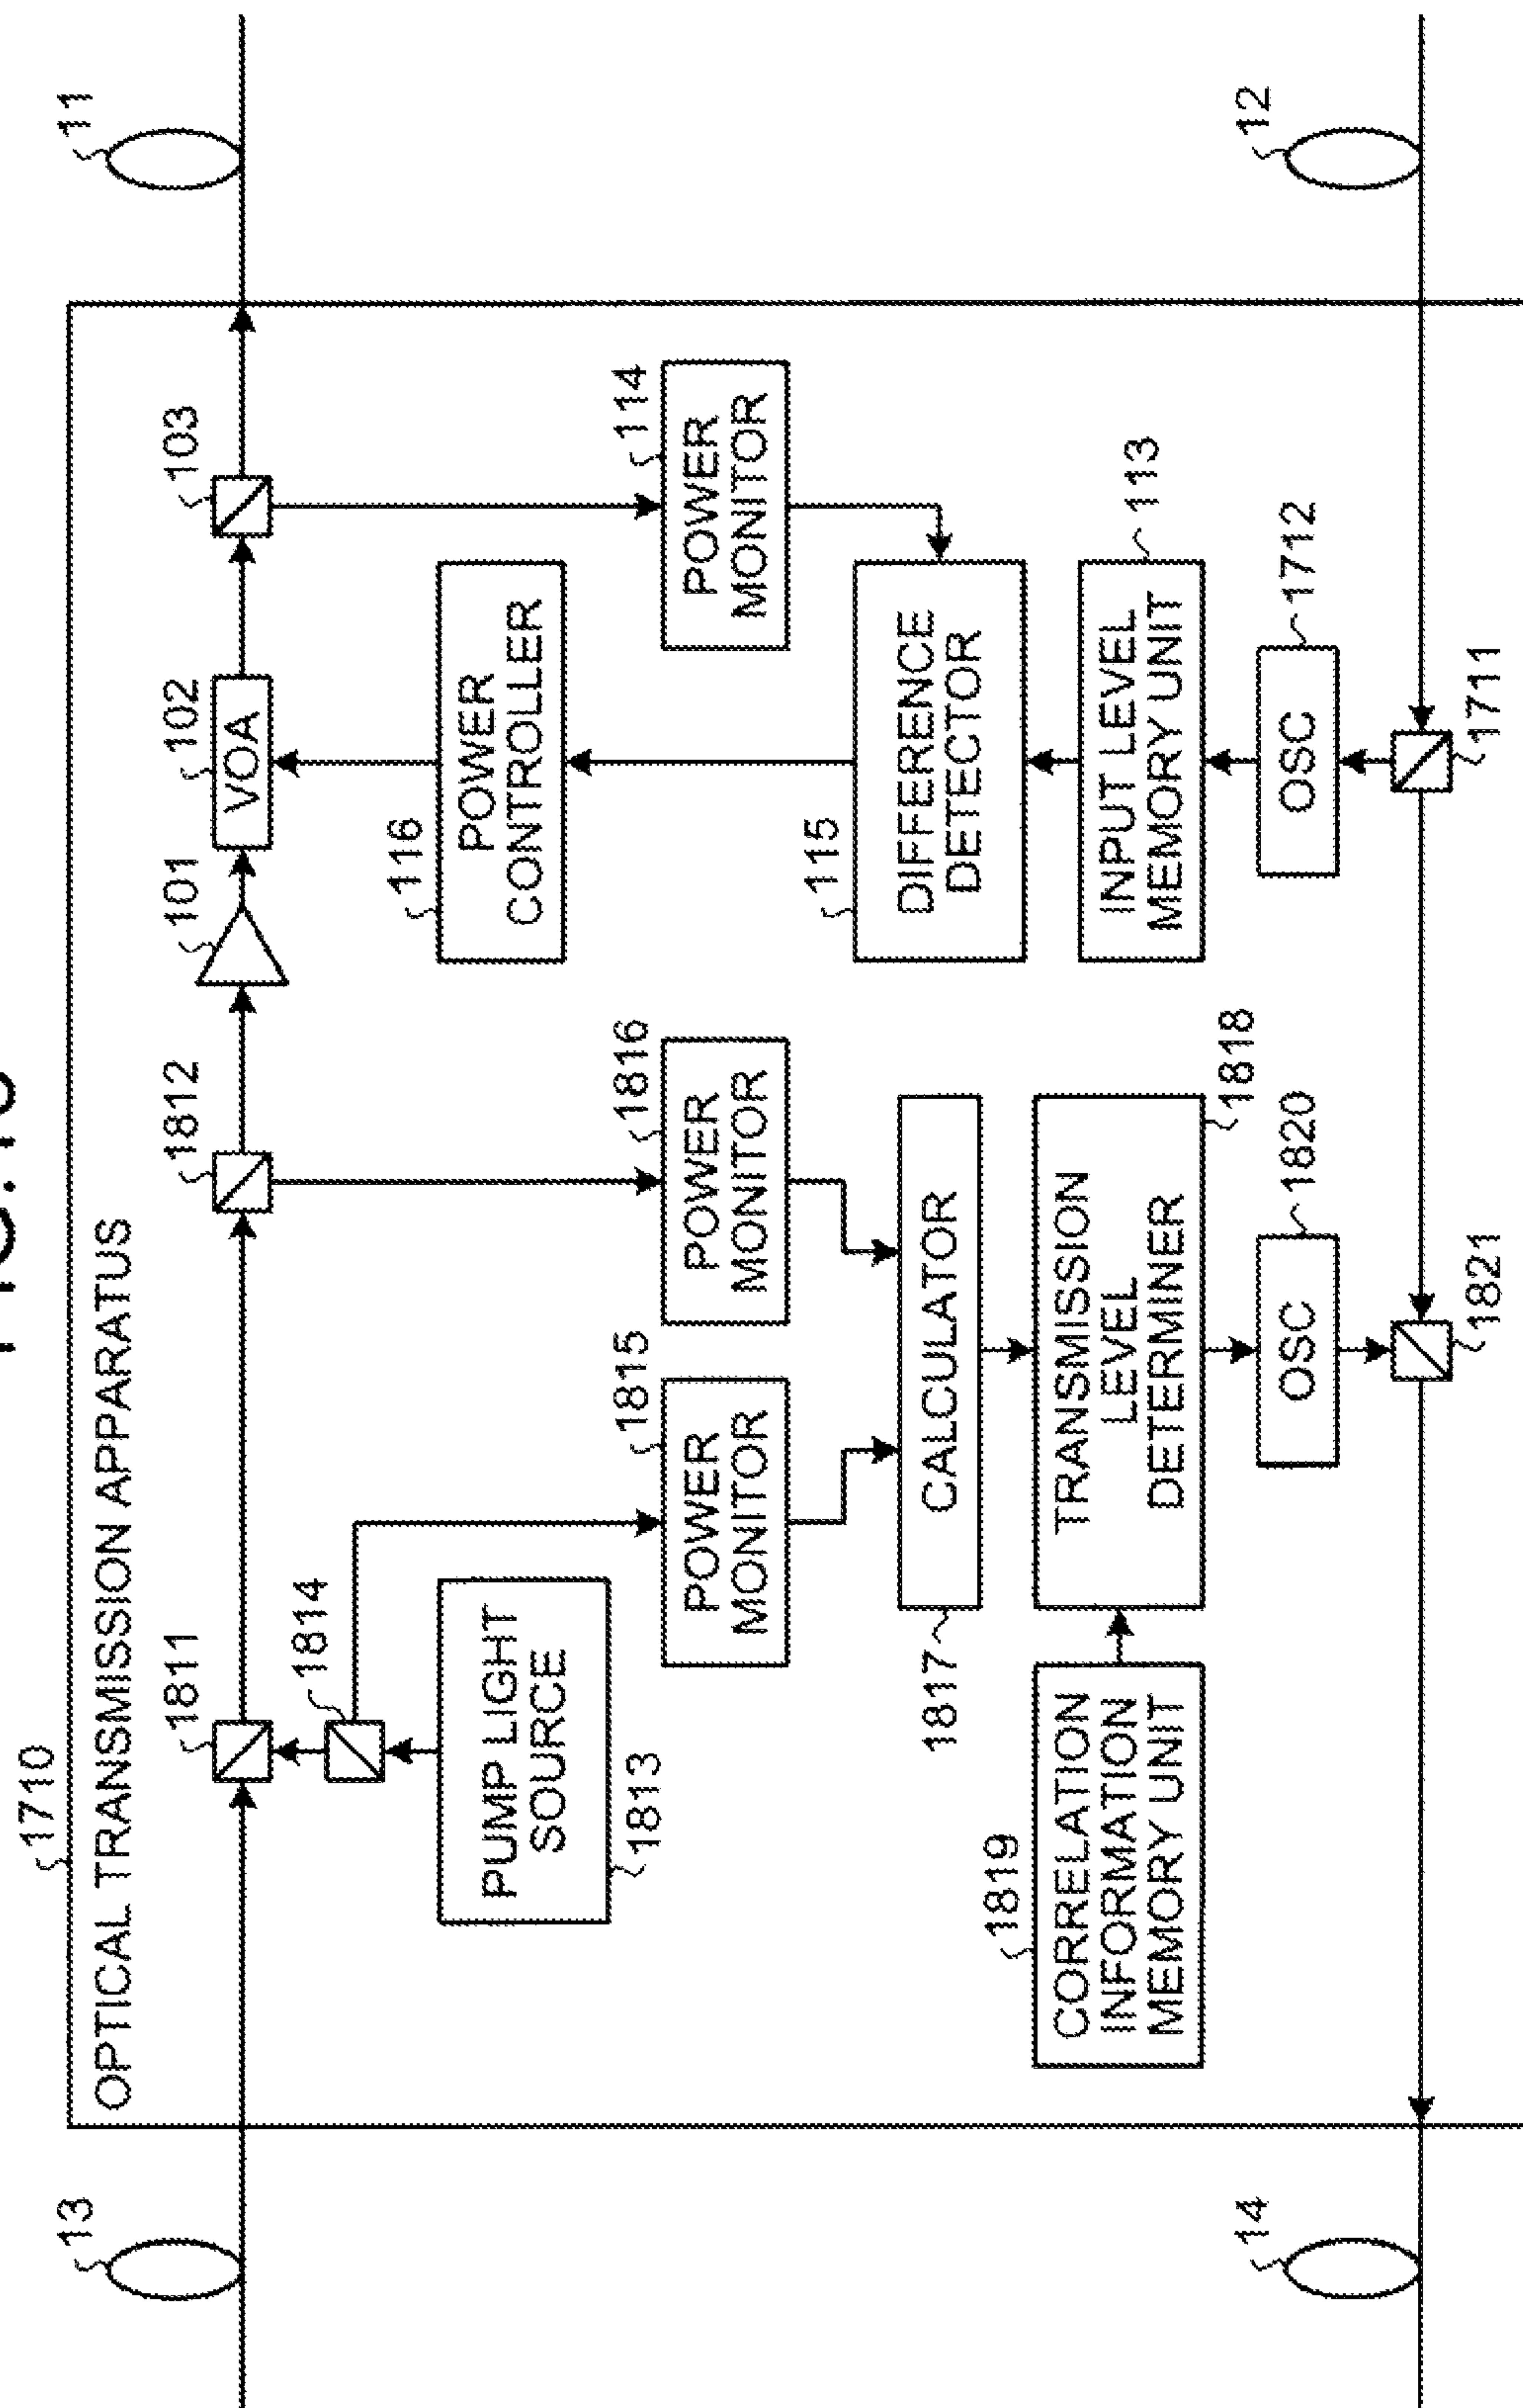 1710
OPTICAL TRANSMISSION APPARATUS
13
11
1811
1812
101
102
VOA
103
1814
PUMP LIGHT
SOURCE
1813
116
POWER
CONTROLLER
1815
POWER
MONITOR
1816
POWER
MONITOR
114
POWER
MONITOR
1817
CALCULATOR
115
DIFFERENCE
DETECTOR
1819
CORRELATION
INFORMATION
MEMORY UNIT
TRANSMISSION
LEVEL
DETERMINER
1818
INPUT LEVEL
MEMORY UNIT
113
OSC
1820
OSC
1712
14
12
1821
1711